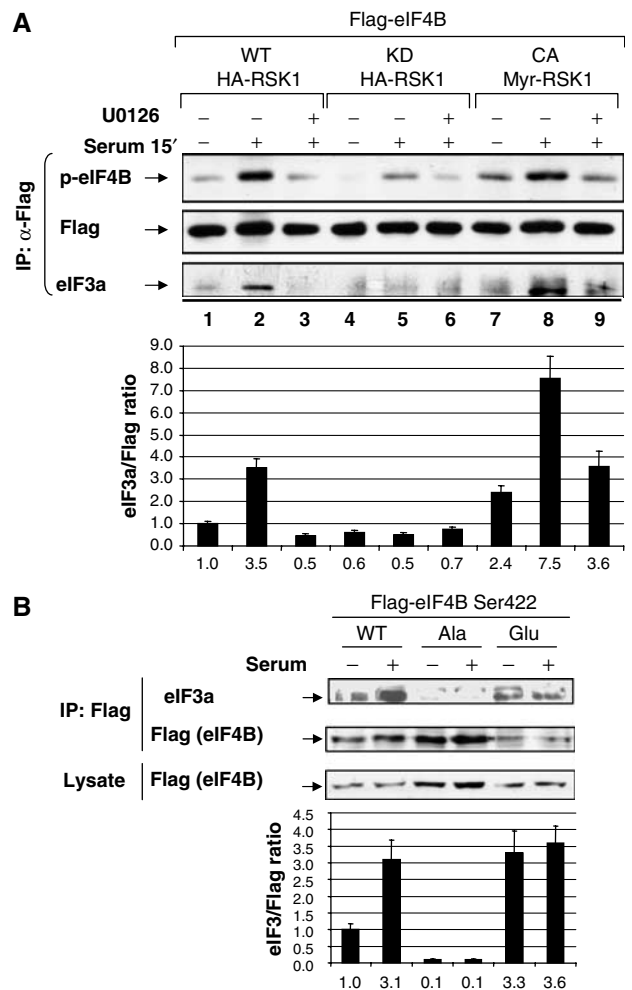 A
Flag-eIF4B
WT KD CA
HA-RSK1 HA-RSK1 Myr-RSK1
U0126 – – + – – + – – +
Serum 15′ – + + – + + – + +
IP: α-Flag
p-eIF4B
Flag
eIF3a
1 2 3 4 5 6 7 8 9
eIF3a/Flag ratio
9.0
8.0
7.0
6.0
5.0
4.0
3.0
2.0
1.0
0.0
1.0 3.5 0.5 0.6 0.5 0.7 2.4 7.5 3.6
B
Flag-eIF4B Ser422
WT Ala Glu
Serum – + – + – +
IP: Flag
eIF3a
Flag (eIF4B)
Lysate Flag (eIF4B)
eIF3/Flag ratio
4.5
4.0
3.5
3.0
2.5
2.0
1.5
1.0
0.5
0.0
1.0 3.1 0.1 0.1 3.3 3.6